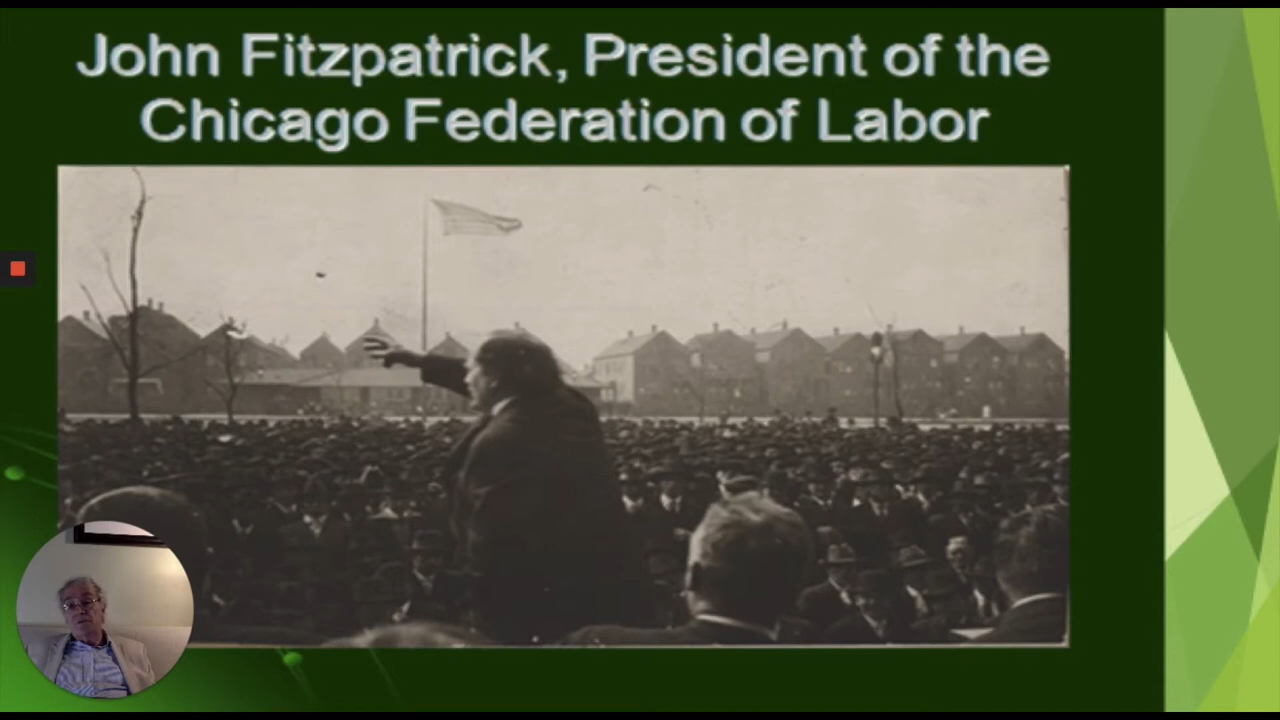 John Fitzpatrick, President of the
Chicago Federation of Labor